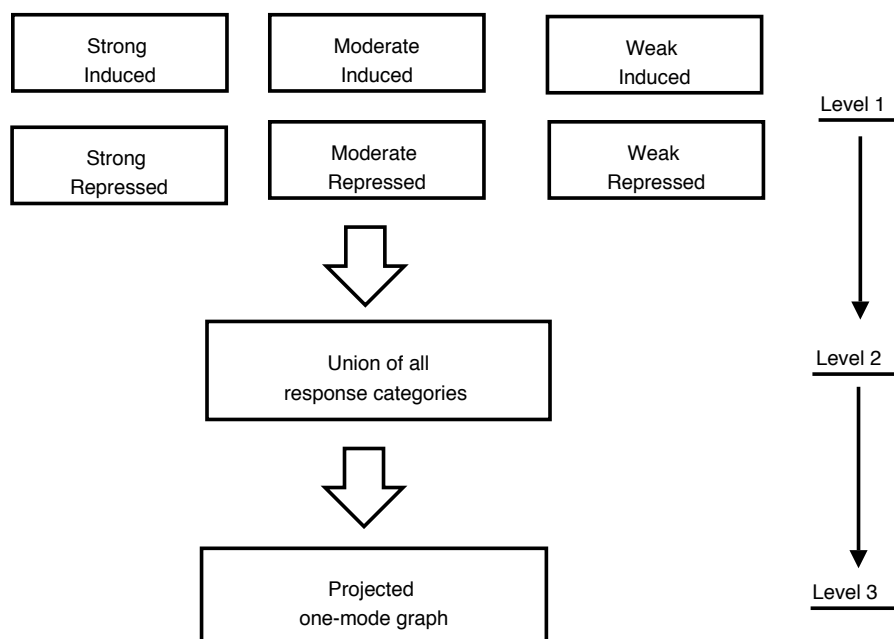 Strong
Induced
Moderate
Induced
Weak
Induced
Level 1
Strong
Repressed
Moderate
Repressed
Weak
Repressed
Union of all
response categories
Level 2
Projected
one-mode graph
Level 3